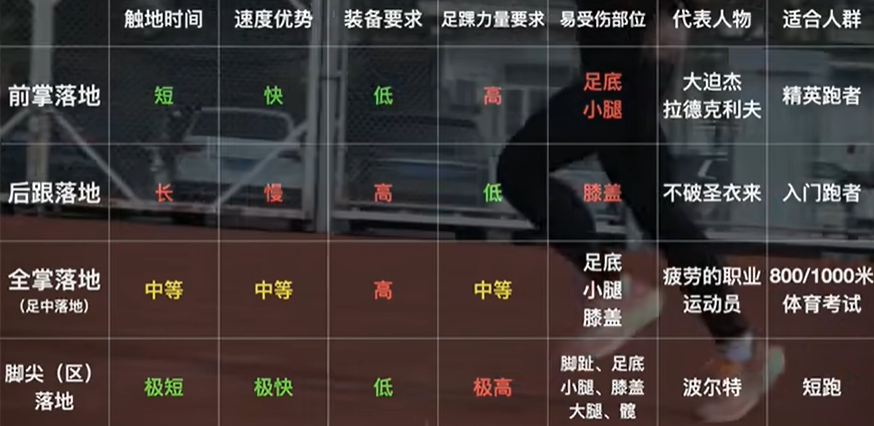 触地时间 速度优势 装备要求 足踝力量要求 易受伤部位 代表人物 适合人群
前掌落地 短 快 低 高 足底 小腿 大迫杰 拉德克利夫 精英跑者
后跟落地 长 慢 高 低 膝盖 不破圣衣来 入门跑者
全掌落地 (足中落地) 中等 中等 高 中等 足底 小腿 膝盖 疲劳的职业 运动员 800/1000米 体育考试
脚尖（区） 落地 极短 极快 低 极高 脚趾、足底 小腿、膝盖 大腿、髋 波尔特 短跑